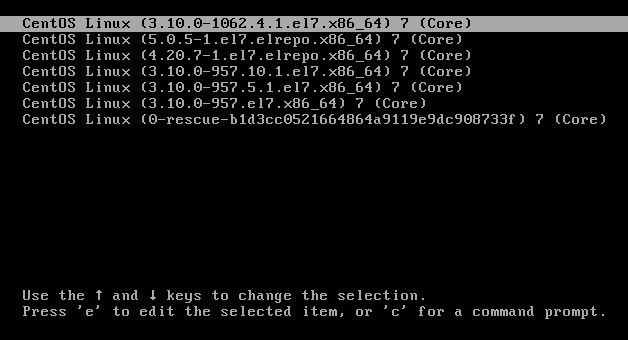 CentOS Linux (3.10.0-1062.4.1.el7.x86_64) 7 (Core)
CentOS Linux (5.0.5-1.el7.elrepo.x86_64) 7 (Core)
CentOS Linux (4.20.7-1.el7.elrepo.x86_64) 7 (Core)
CentOS Linux (3.10.0-957.10.1.el7.x86_64) 7 (Core)
CentOS Linux (3.10.0-957.5.1.el7.x86_64) 7 (Core)
CentOS Linux (3.10.0-957.el7.x86_64) 7 (Core)
CentOS Linux (0-rescue-b1d3cc0521664864a9119e9dc908733f) 7 (Core)
Use the ↑ and ↓ keys to change the selection.
Press 'e' to edit the selected item, or 'c' for a command prompt.